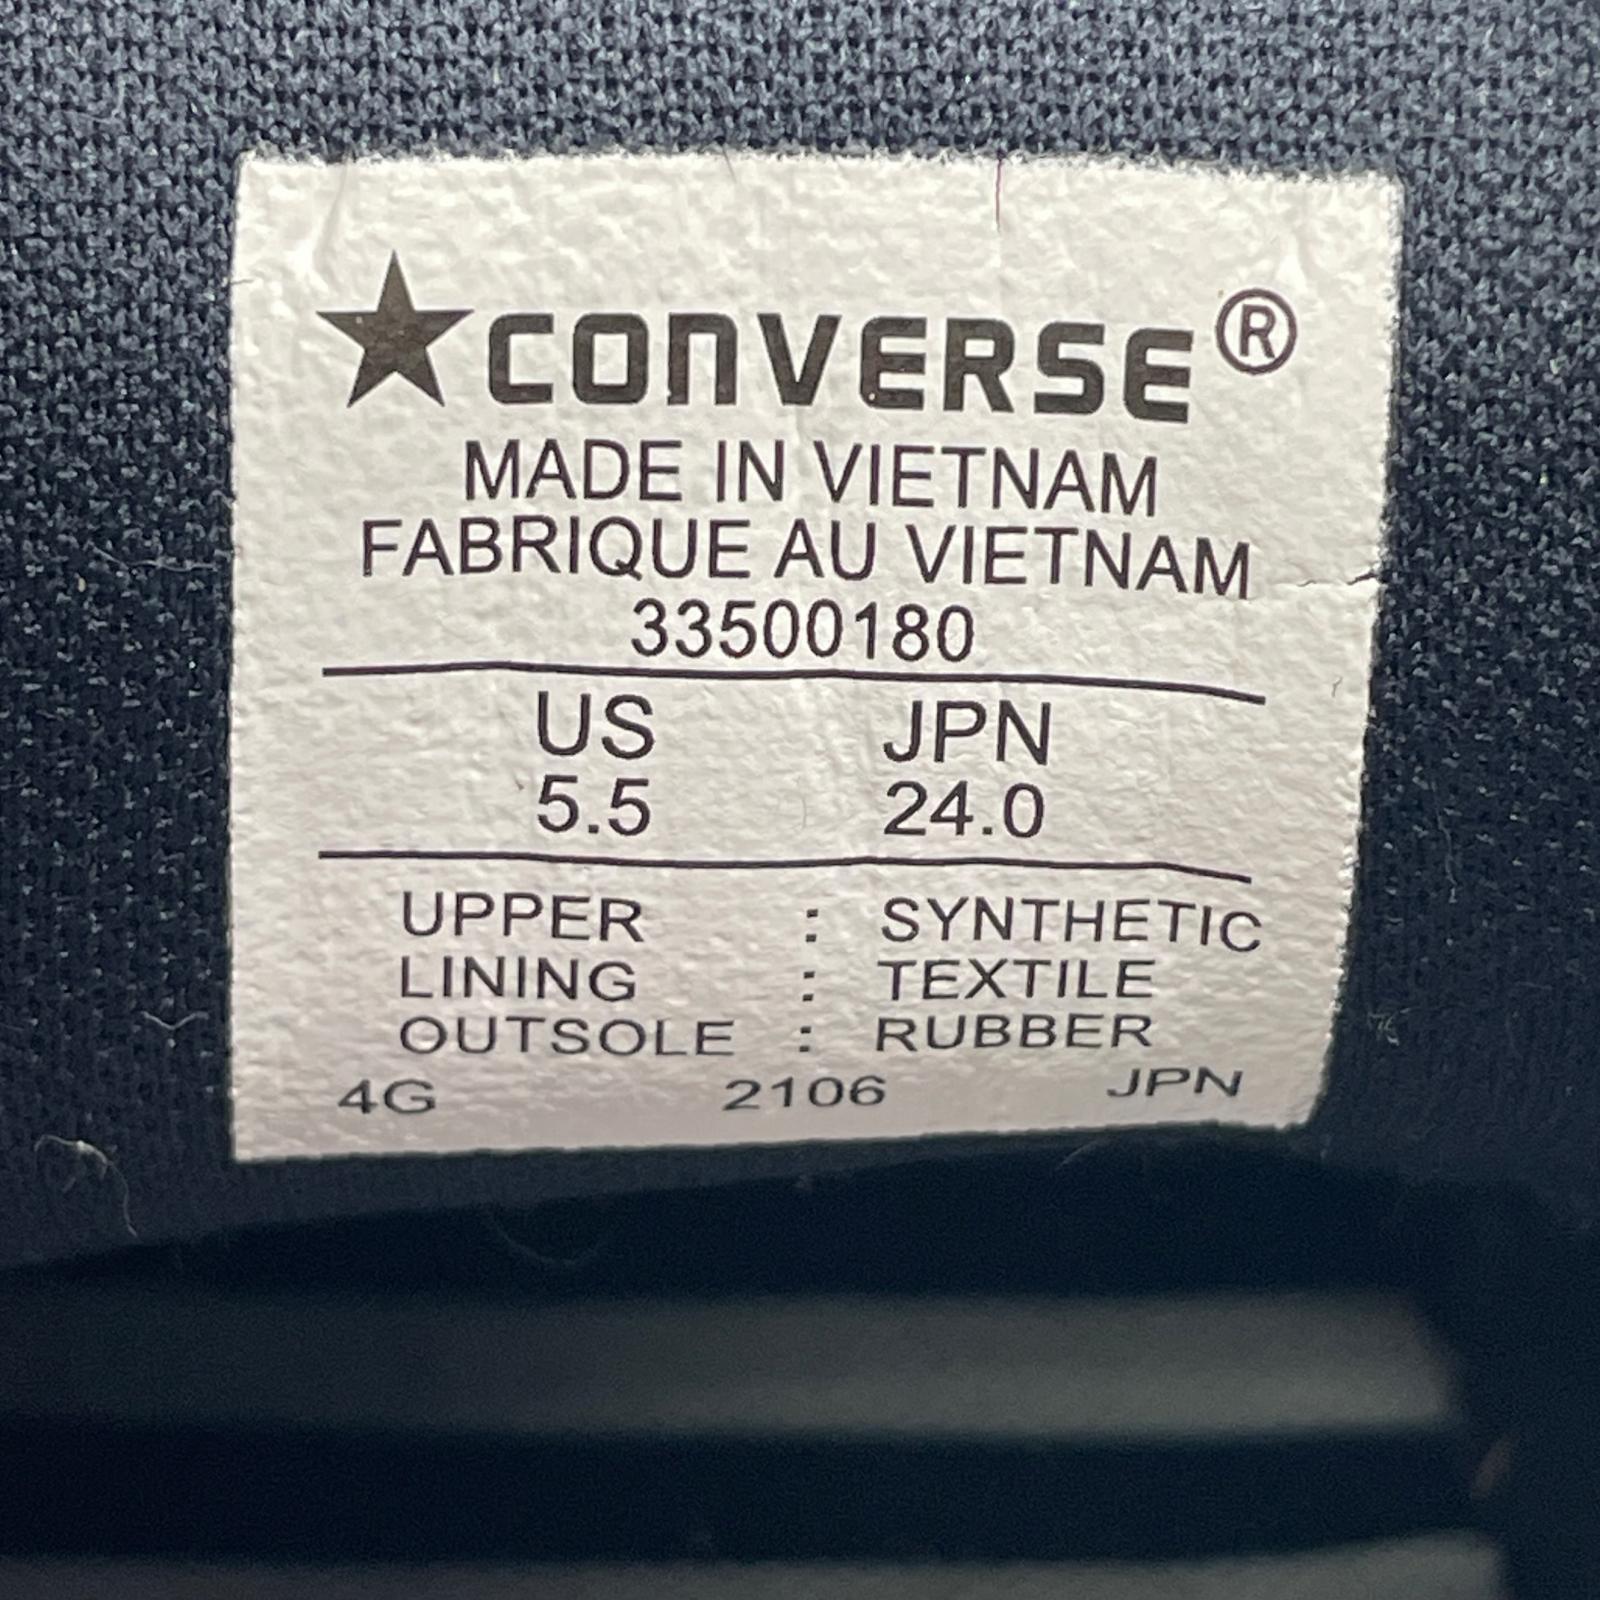 ★CONVERSE®
MADE IN VIETNAM
FABRIQUE AU VIETNAM
33500180
US JPN
5.5 24.0
UPPER : SYNTHETIC
LINING : TEXTILE
OUTSOLE : RUBBER
4G 2106 JPN